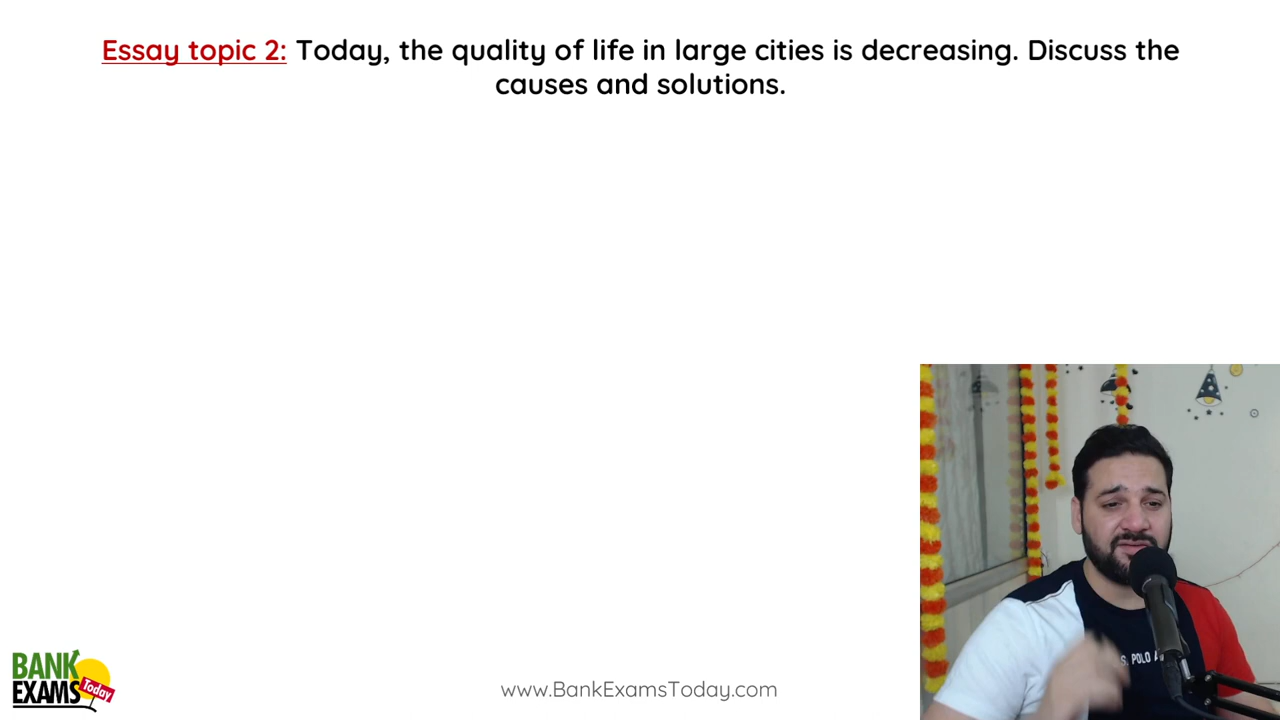 Essay topic 2: Today, the quality of life in large cities is decreasing. Discuss the
causes and solutions.
POLO
BANK
EXAMS
Today
www.BankExamsToday.com